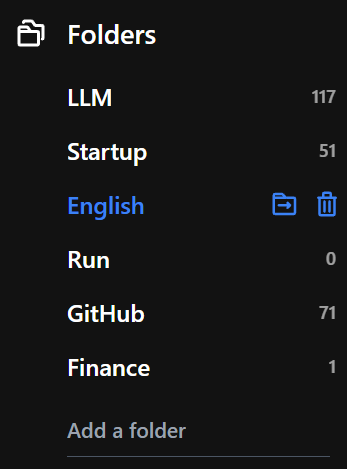 Folders
LLM 117
Startup 51
English
Run 0
GitHub 71
Finance 1
Add a folder